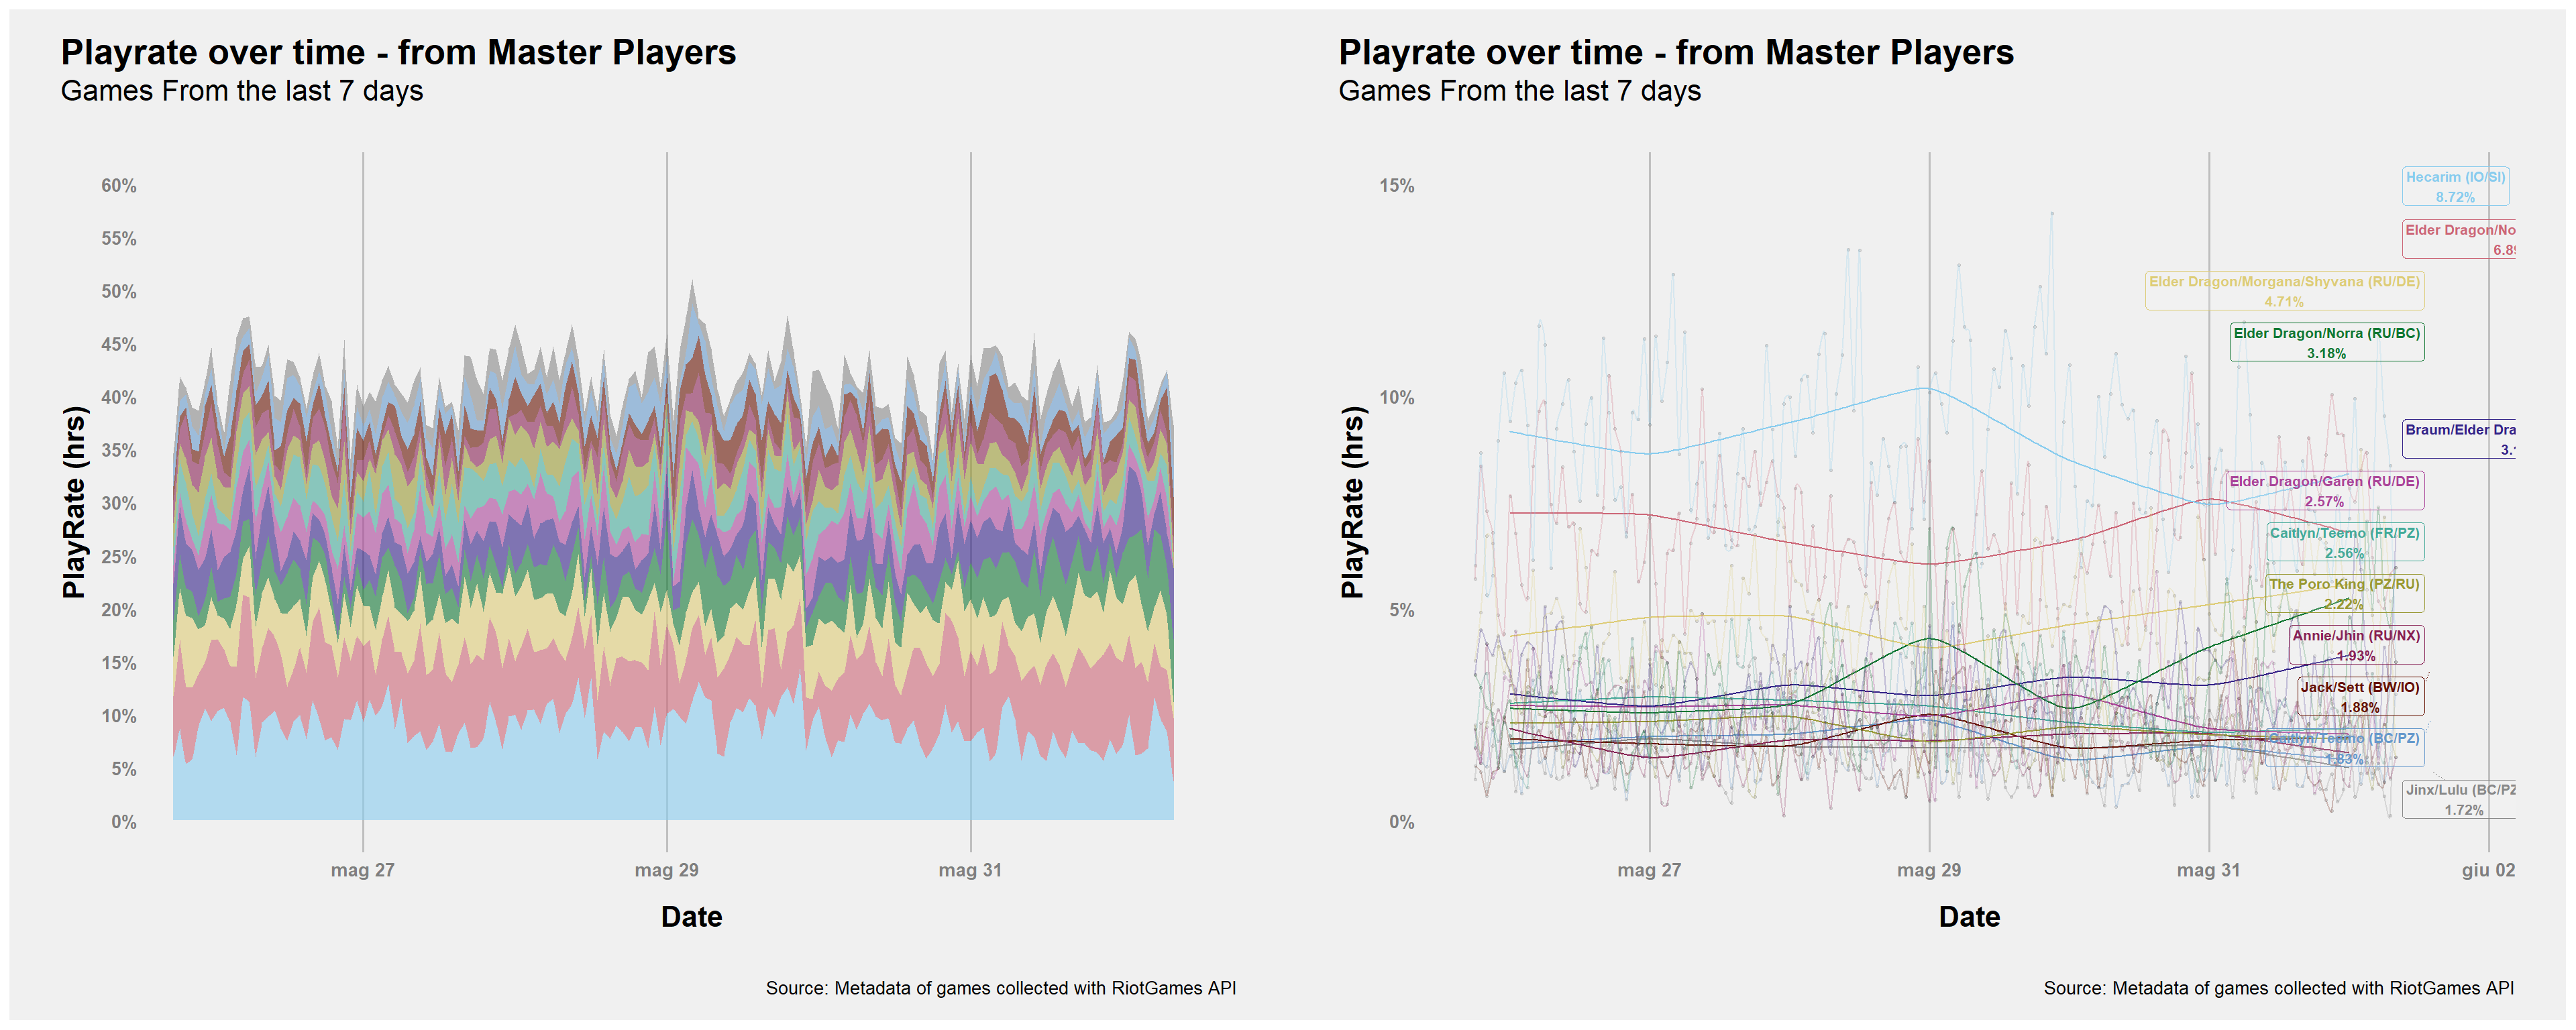 Playrate over time - from Master Players
Games From the last 7 days
60%
55%
50%
45%
40%
35%
30%
25%
20%
15%
10%
5%
0%
PlayRate (hrs)
mag 27
mag 29
mag 31
Date
Source: Metadata of games collected with RiotGames API
Playrate over time - from Master Players
Games From the last 7 days
15%
10%
5%
0%
PlayRate (hrs)
Hecarim (IO/SI)
8.72%
Elder Dragon/No
6.8
Elder Dragon/Morgana/Shyvana (RU/DE)
4.71%
Elder Dragon/Norra (RU/BC)
3.18%
Braum/Elder Dra
3.
Elder Dragon/Garen (RU/DE)
2.57%
Caitlyn/Teemo (FR/PZ)
2.56%
The Poro King (PZ/RU)
2.22%
Annie/Jhin (RU/NX)
1.93%
Jack/Sett (BW/IO)
1.88%
Caitlyn/Teemo (BC/PZ)
1.83%
Jinx/Lulu (BC/PZ
1.72%
mag 27
mag 29
mag 31
giu 02
Date
Source: Metadata of games collected with RiotGames API